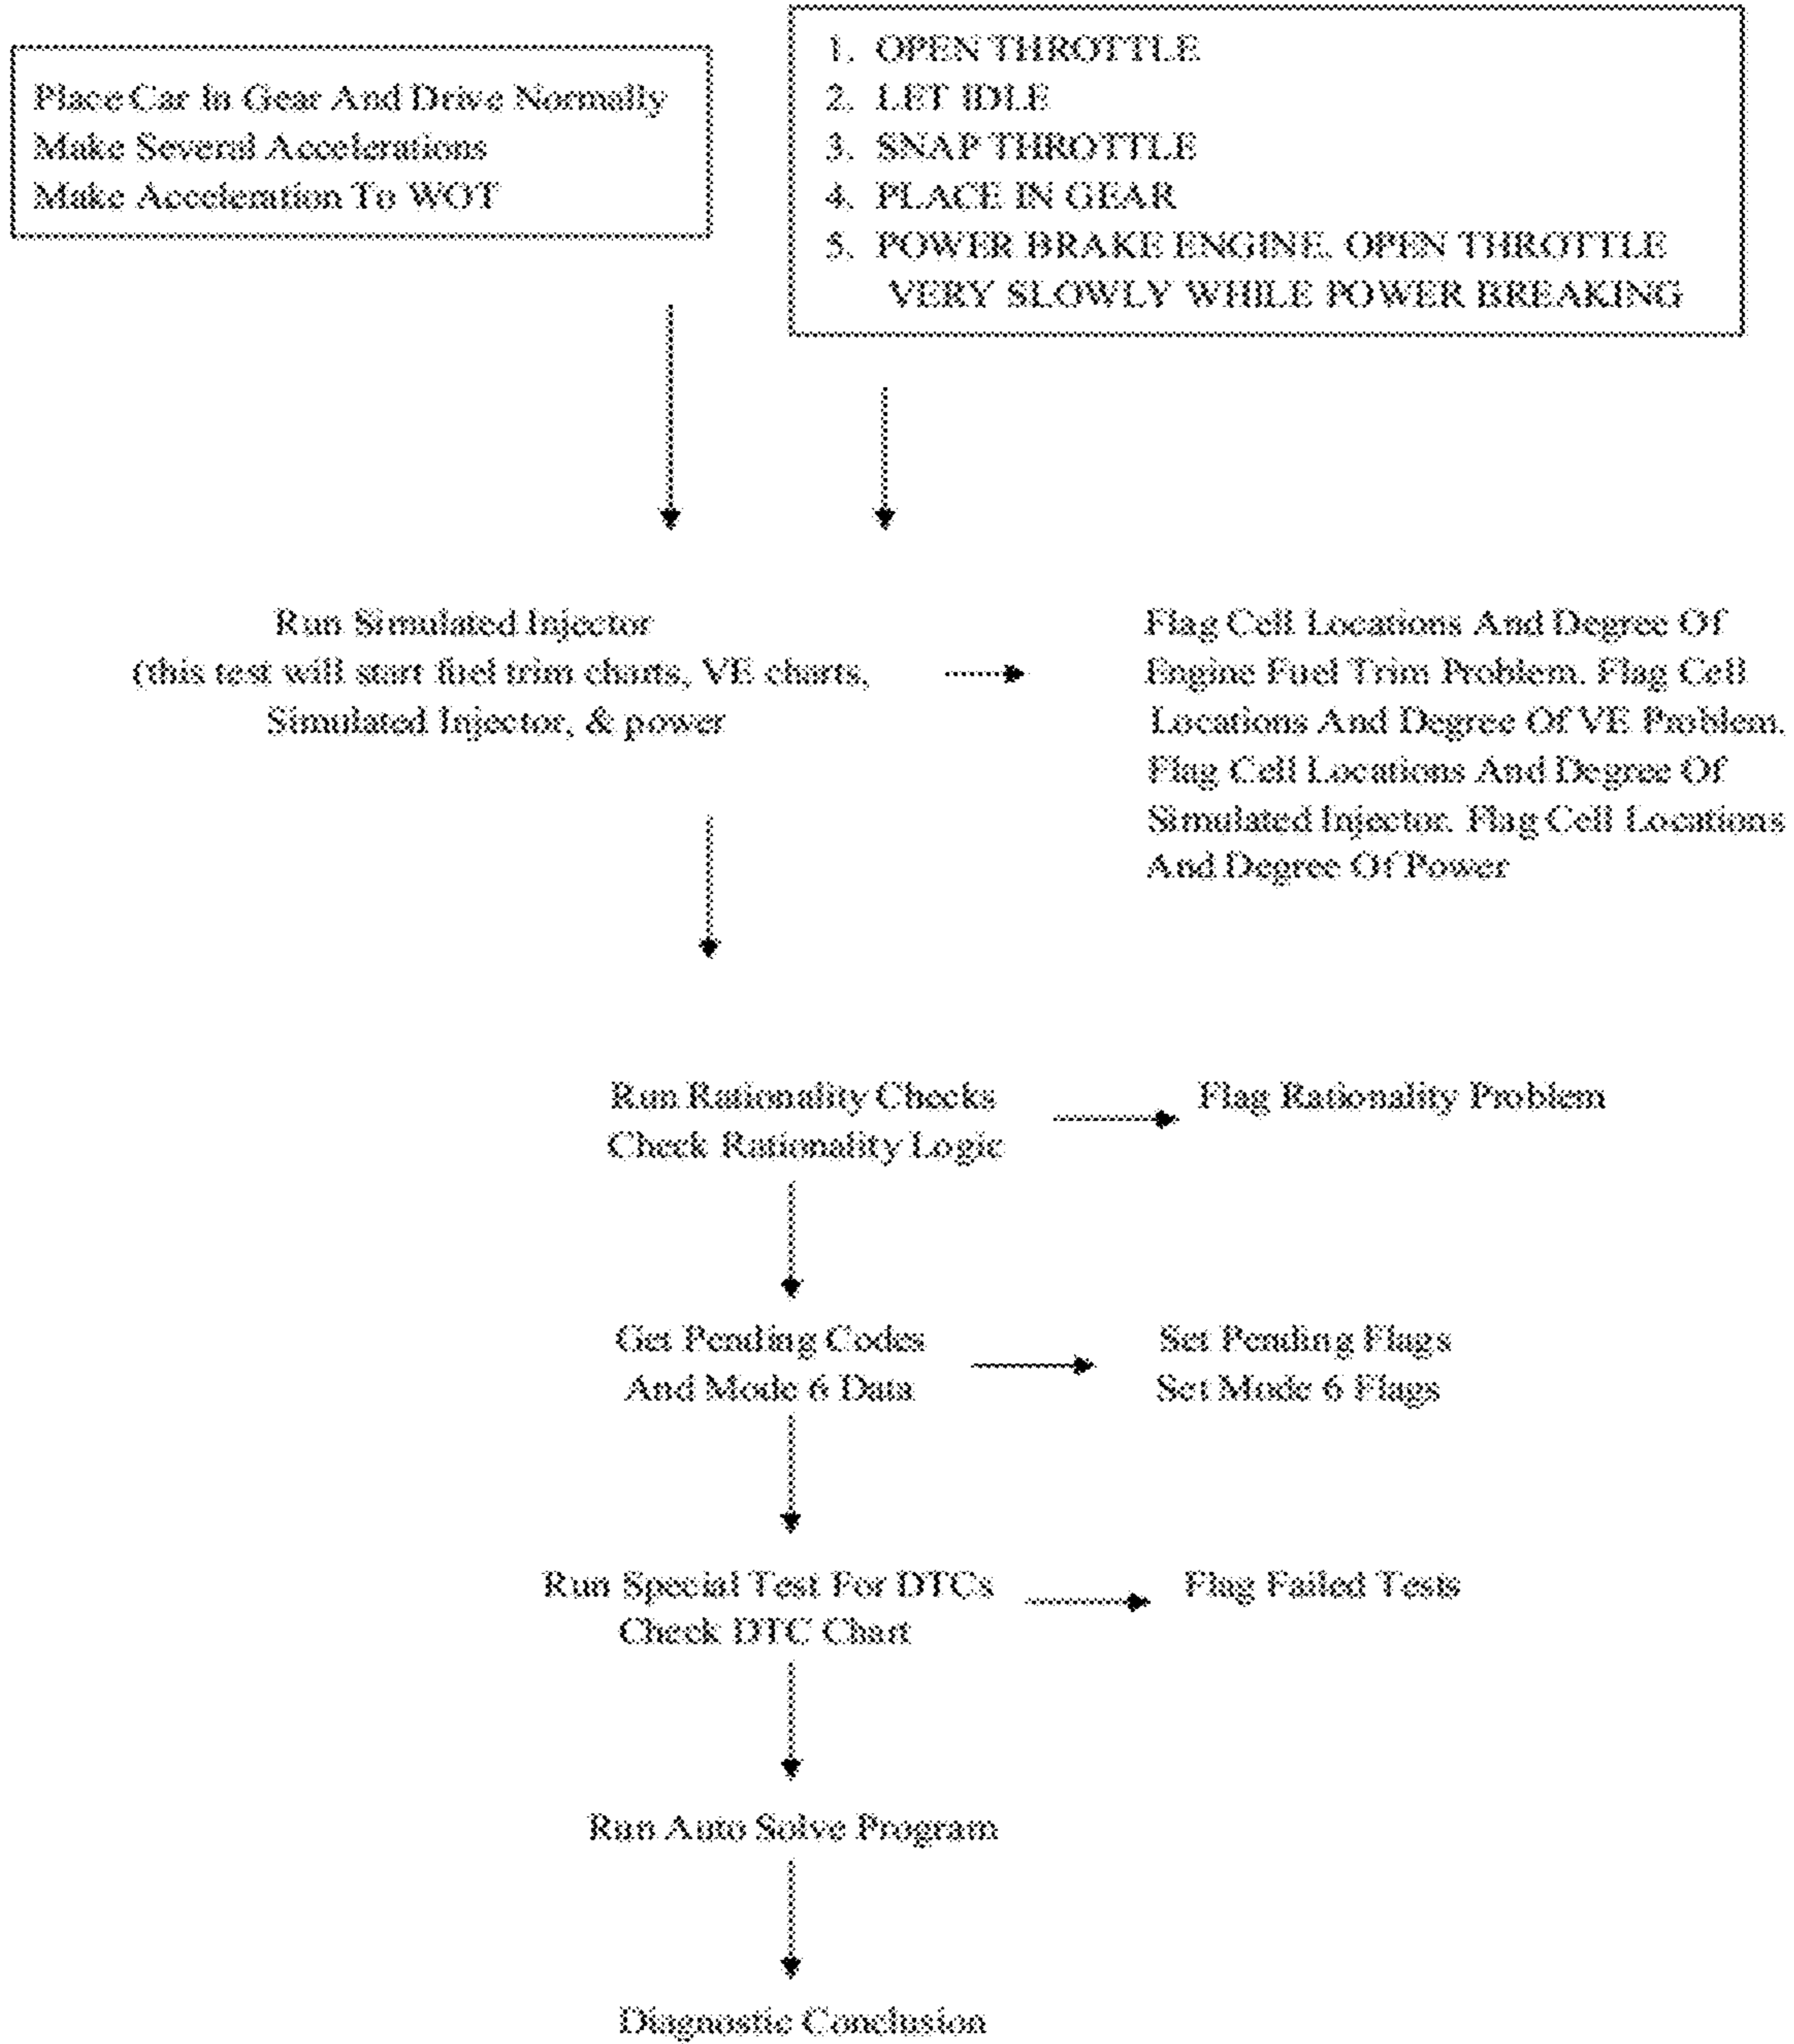 Place Car In Gear And Drive Normally
Make Several Accelerations
Make Acceleration To WOT
1. OPEN THROTTLE
2. LET IDLE
3. SNAP THROTTLE
4. PLACE IN GEAR
5. POWER BRAKE ENGINE. OPEN THROTTLE
VERY SLOWLY WHILE POWER BREAKING
Run Simulated Injector
(this test will start fuel trim charts, VE charts,
Simulated Injector, & power
Flag Cell Locations And Degree Of
Engine Fuel Trim Problem. Flag Cell
Locations And Degree Of VE Problem.
Flag Cell Locations And Degree Of
Simulated Injector. Flag Cell Locations
And Degree Of Power
Run Rationality Checks
Check Rationality Logic
Flag Rationality Problem
Get Pending Codes
And Mode 6 Data
Set Pending Flags
Set Mode 6 Flags
Run Special Test For DTCs
Check DTC Chart
Flag Failed Tests
Run Auto Solve Program
Diagnostic Conclusion